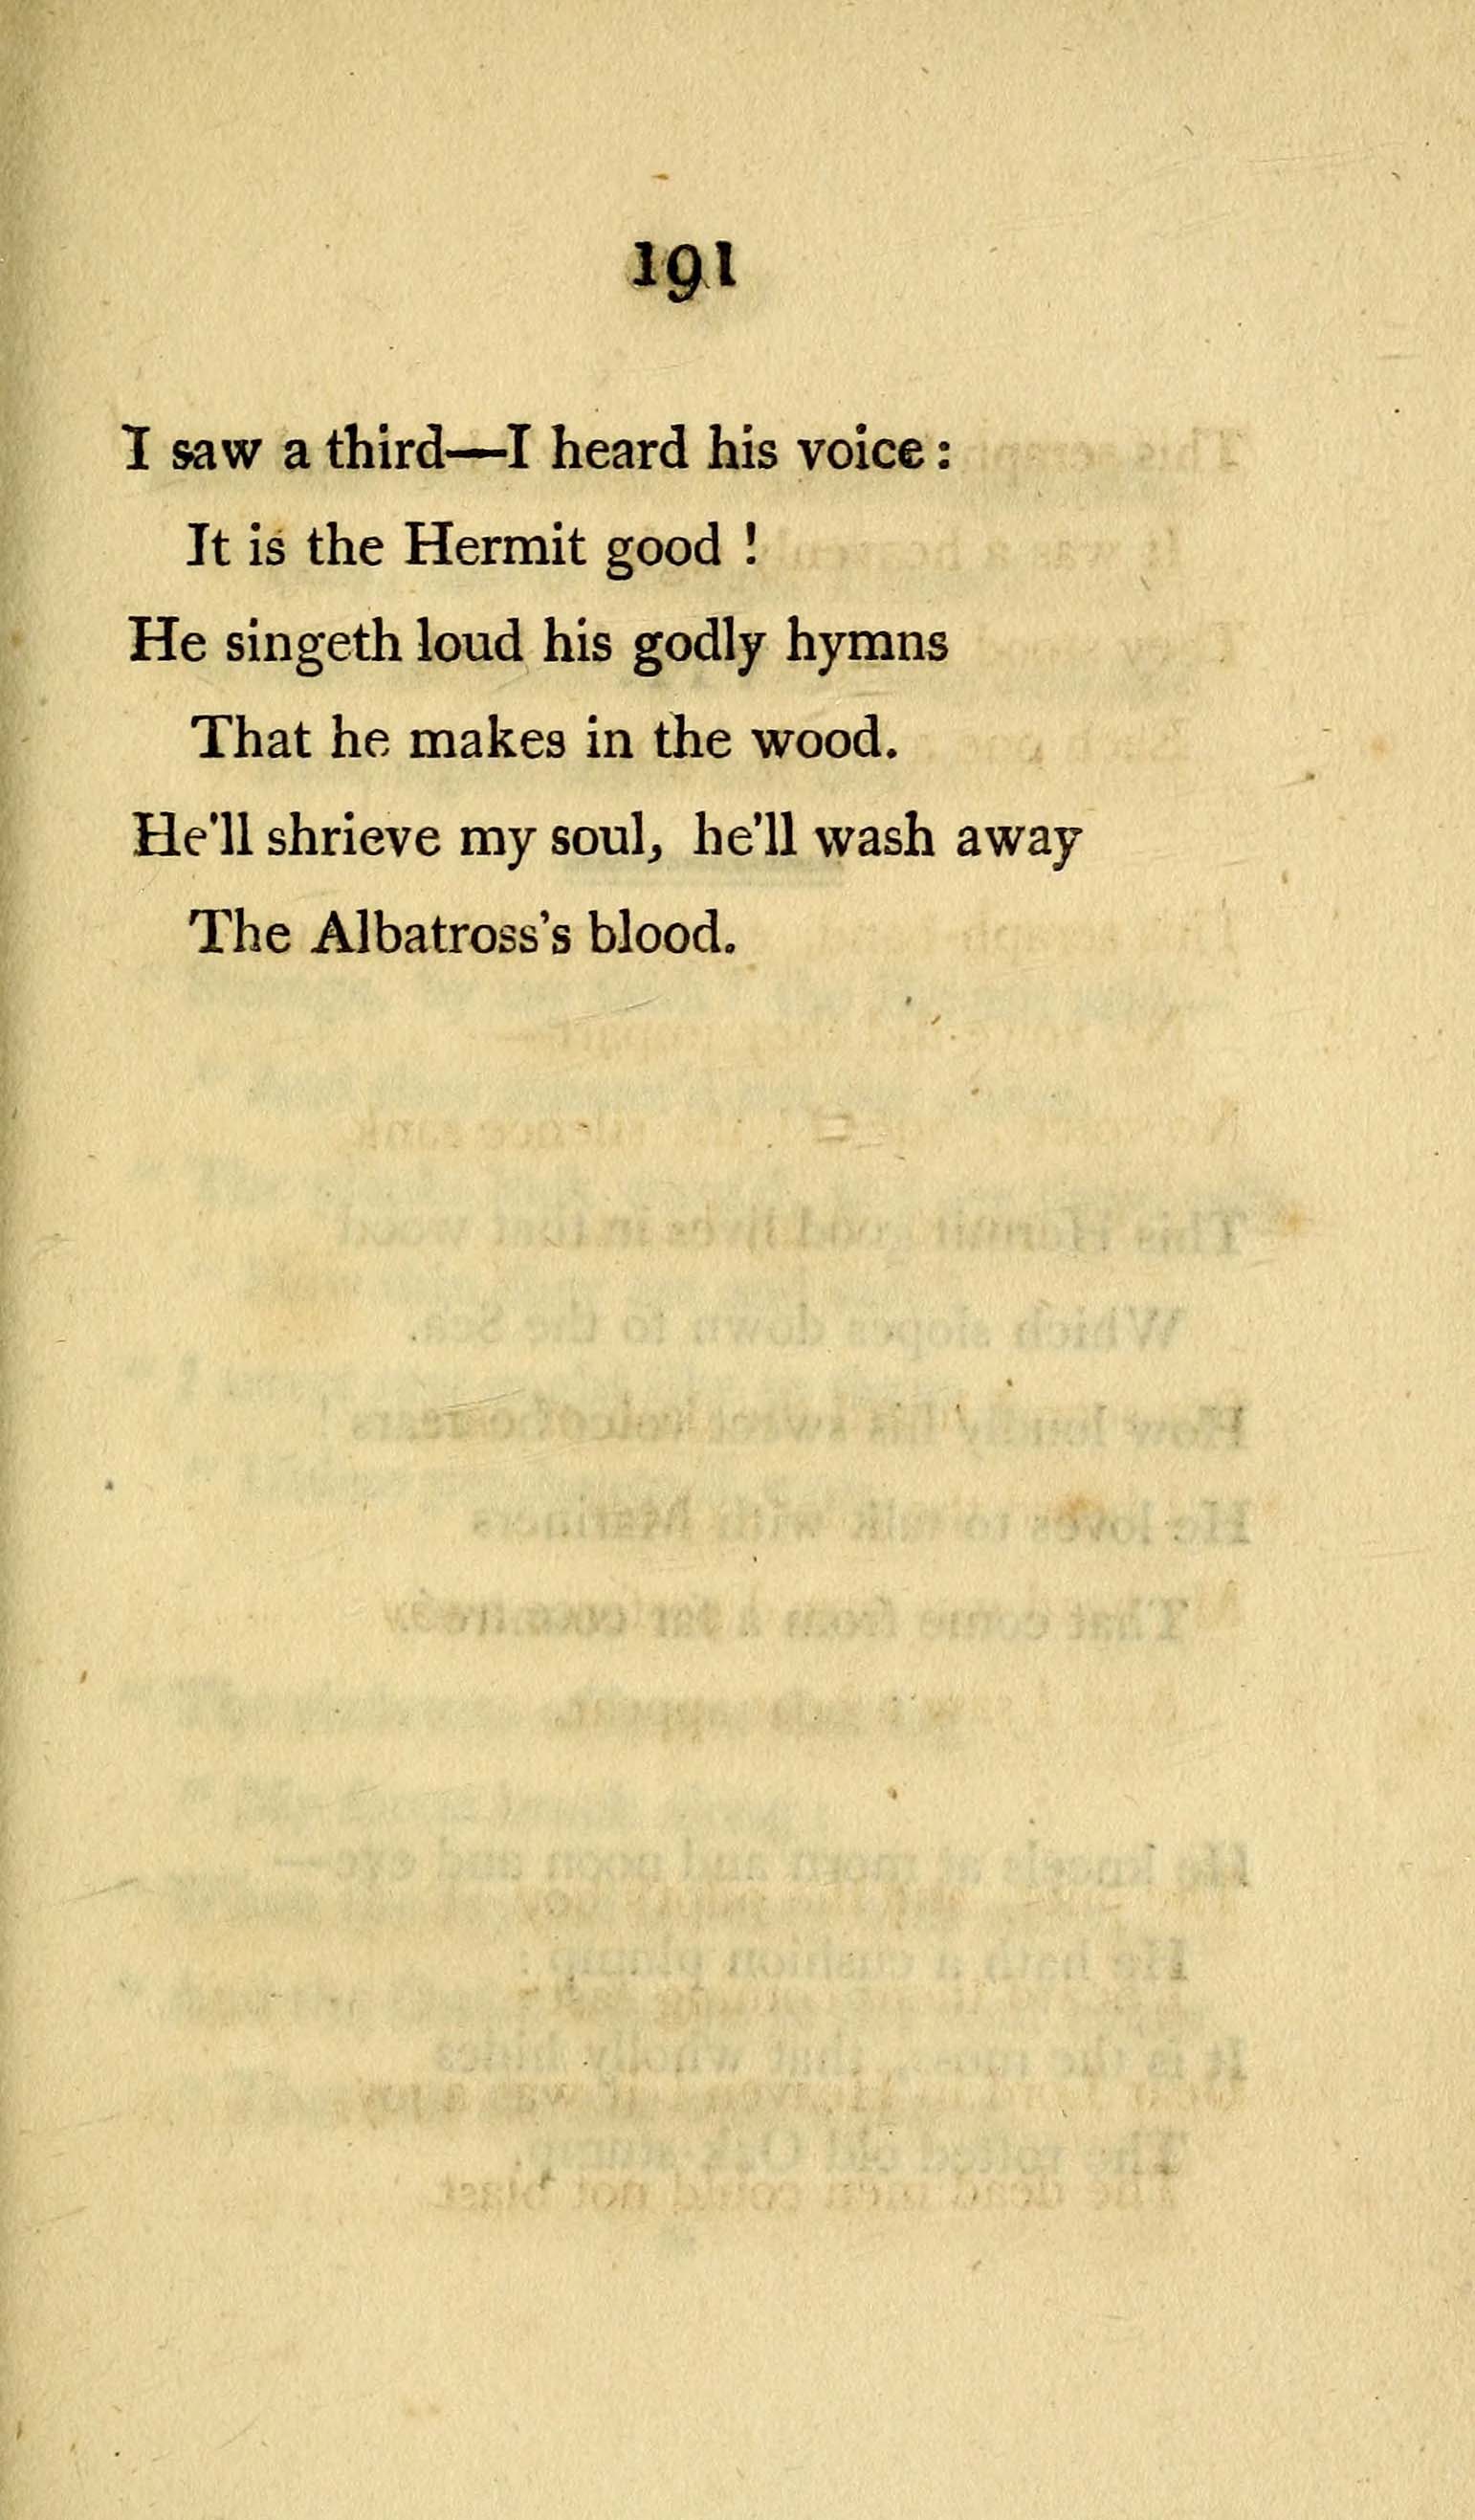 191
I saw a third—I heard his voice:
It is the Hermit good !
He singeth loud his godly hymns
That he makes in the wood.
He'll shrieve my soul, he'll wash away
The Albatross's blood.